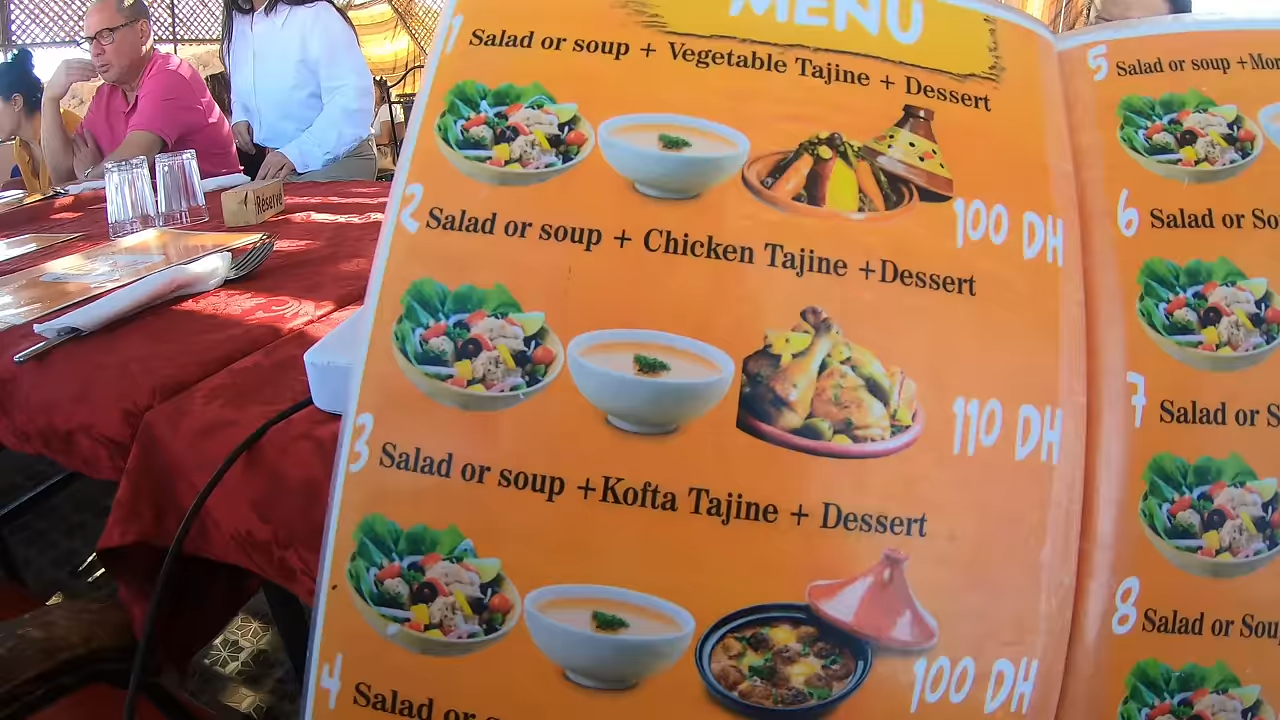 MENU
1 Salad or soup + Vegetable Tajine + Dessert
100 DH
2 Salad or soup + Chicken Tajine +Dessert
110 DH
3 Salad or soup +Kofta Tajine + Dessert
100 DH
4 Salad or
5 Salad or soup +
6 Salad or
7 Salad or
8 Salad or
Réservé